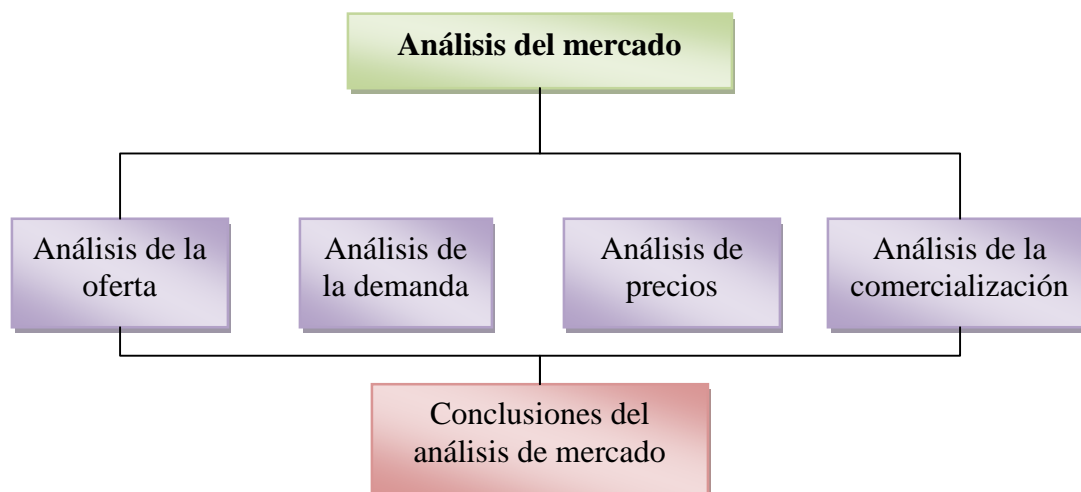 Análisis del mercado
Análisis de la
oferta
Análisis de
la demanda
Análisis de
precios
Análisis de la
comercialización
Conclusiones del
análisis de mercado